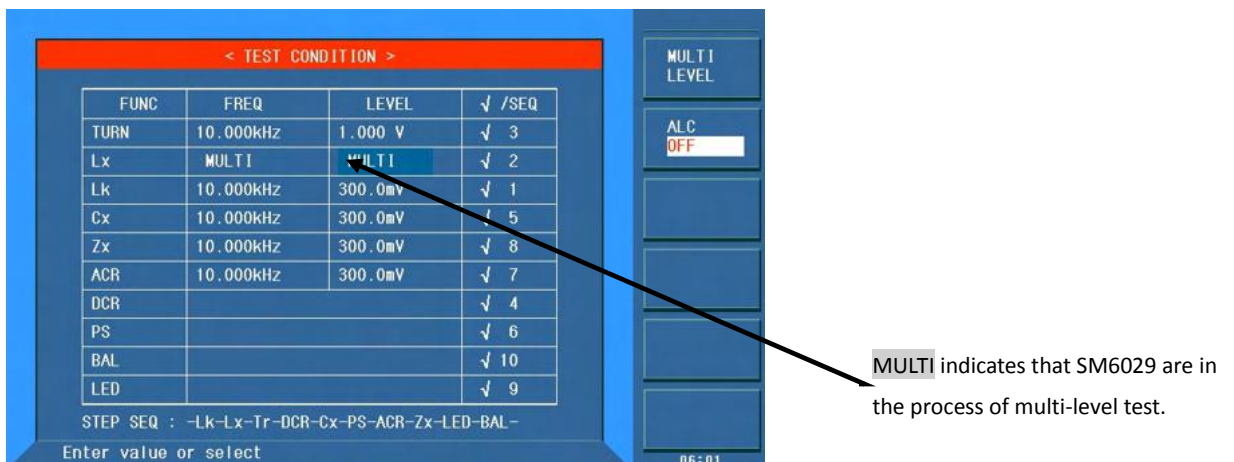 < TEST CONDITION >
FUNC FREQ LEVEL √ /SEQ
TURN 10.000kHz 1.000 V √ 3
Lx MULTI MULTI √ 2
Lk 10.000kHz 300.0mV √ 1
Cx 10.000kHz 300.0mV √ 5
Zx 10.000kHz 300.0mV √ 8
ACR 10.000kHz 300.0mV √ 7
DCR √ 4
PS √ 6
BAL √ 10
LED √ 9
STEP SEQ : -Lk-Lx-Tr-DCR-Cx-PS-ACR-Zx-LED-BAL-
Enter value or select
MULTI
LEVEL
ALC
OFF
06:01
MULTI indicates that SM6029 are in
the process of multi-level test.